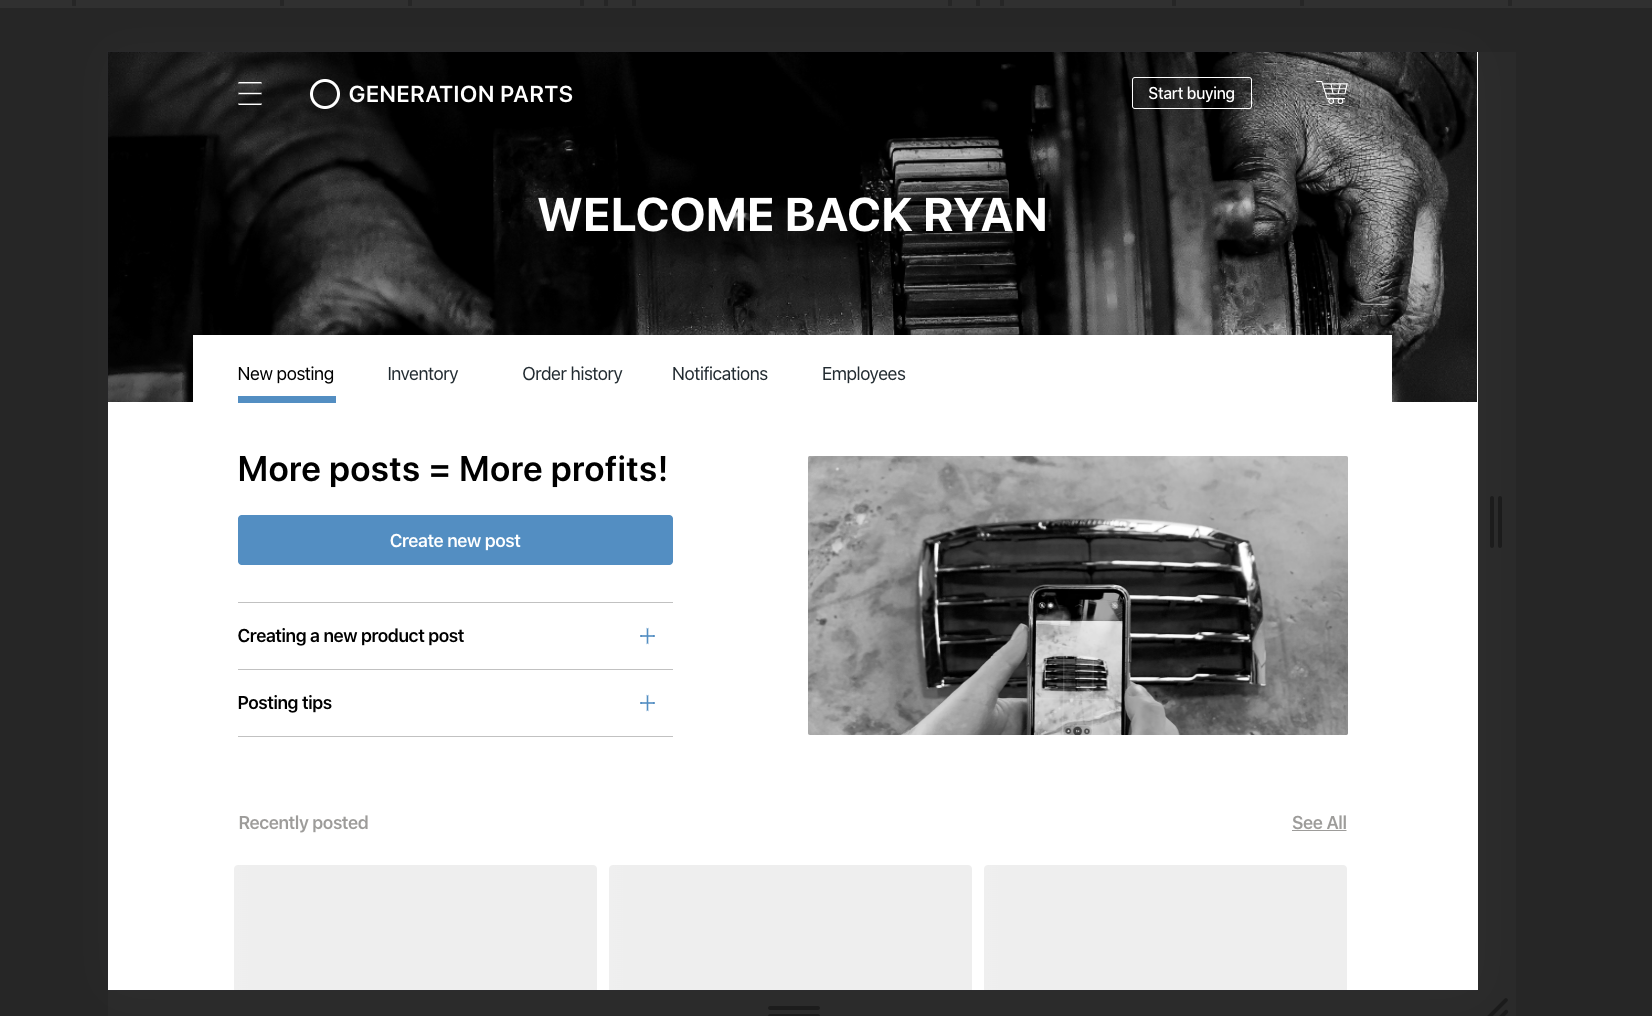 GENERATION PARTS
Start buying
WELCOME BACK RYAN
New posting
Inventory
Order history
Notifications
Employees
More posts = More profits!
Create new post
Creating a new product post
Posting tips
Recently posted
See All